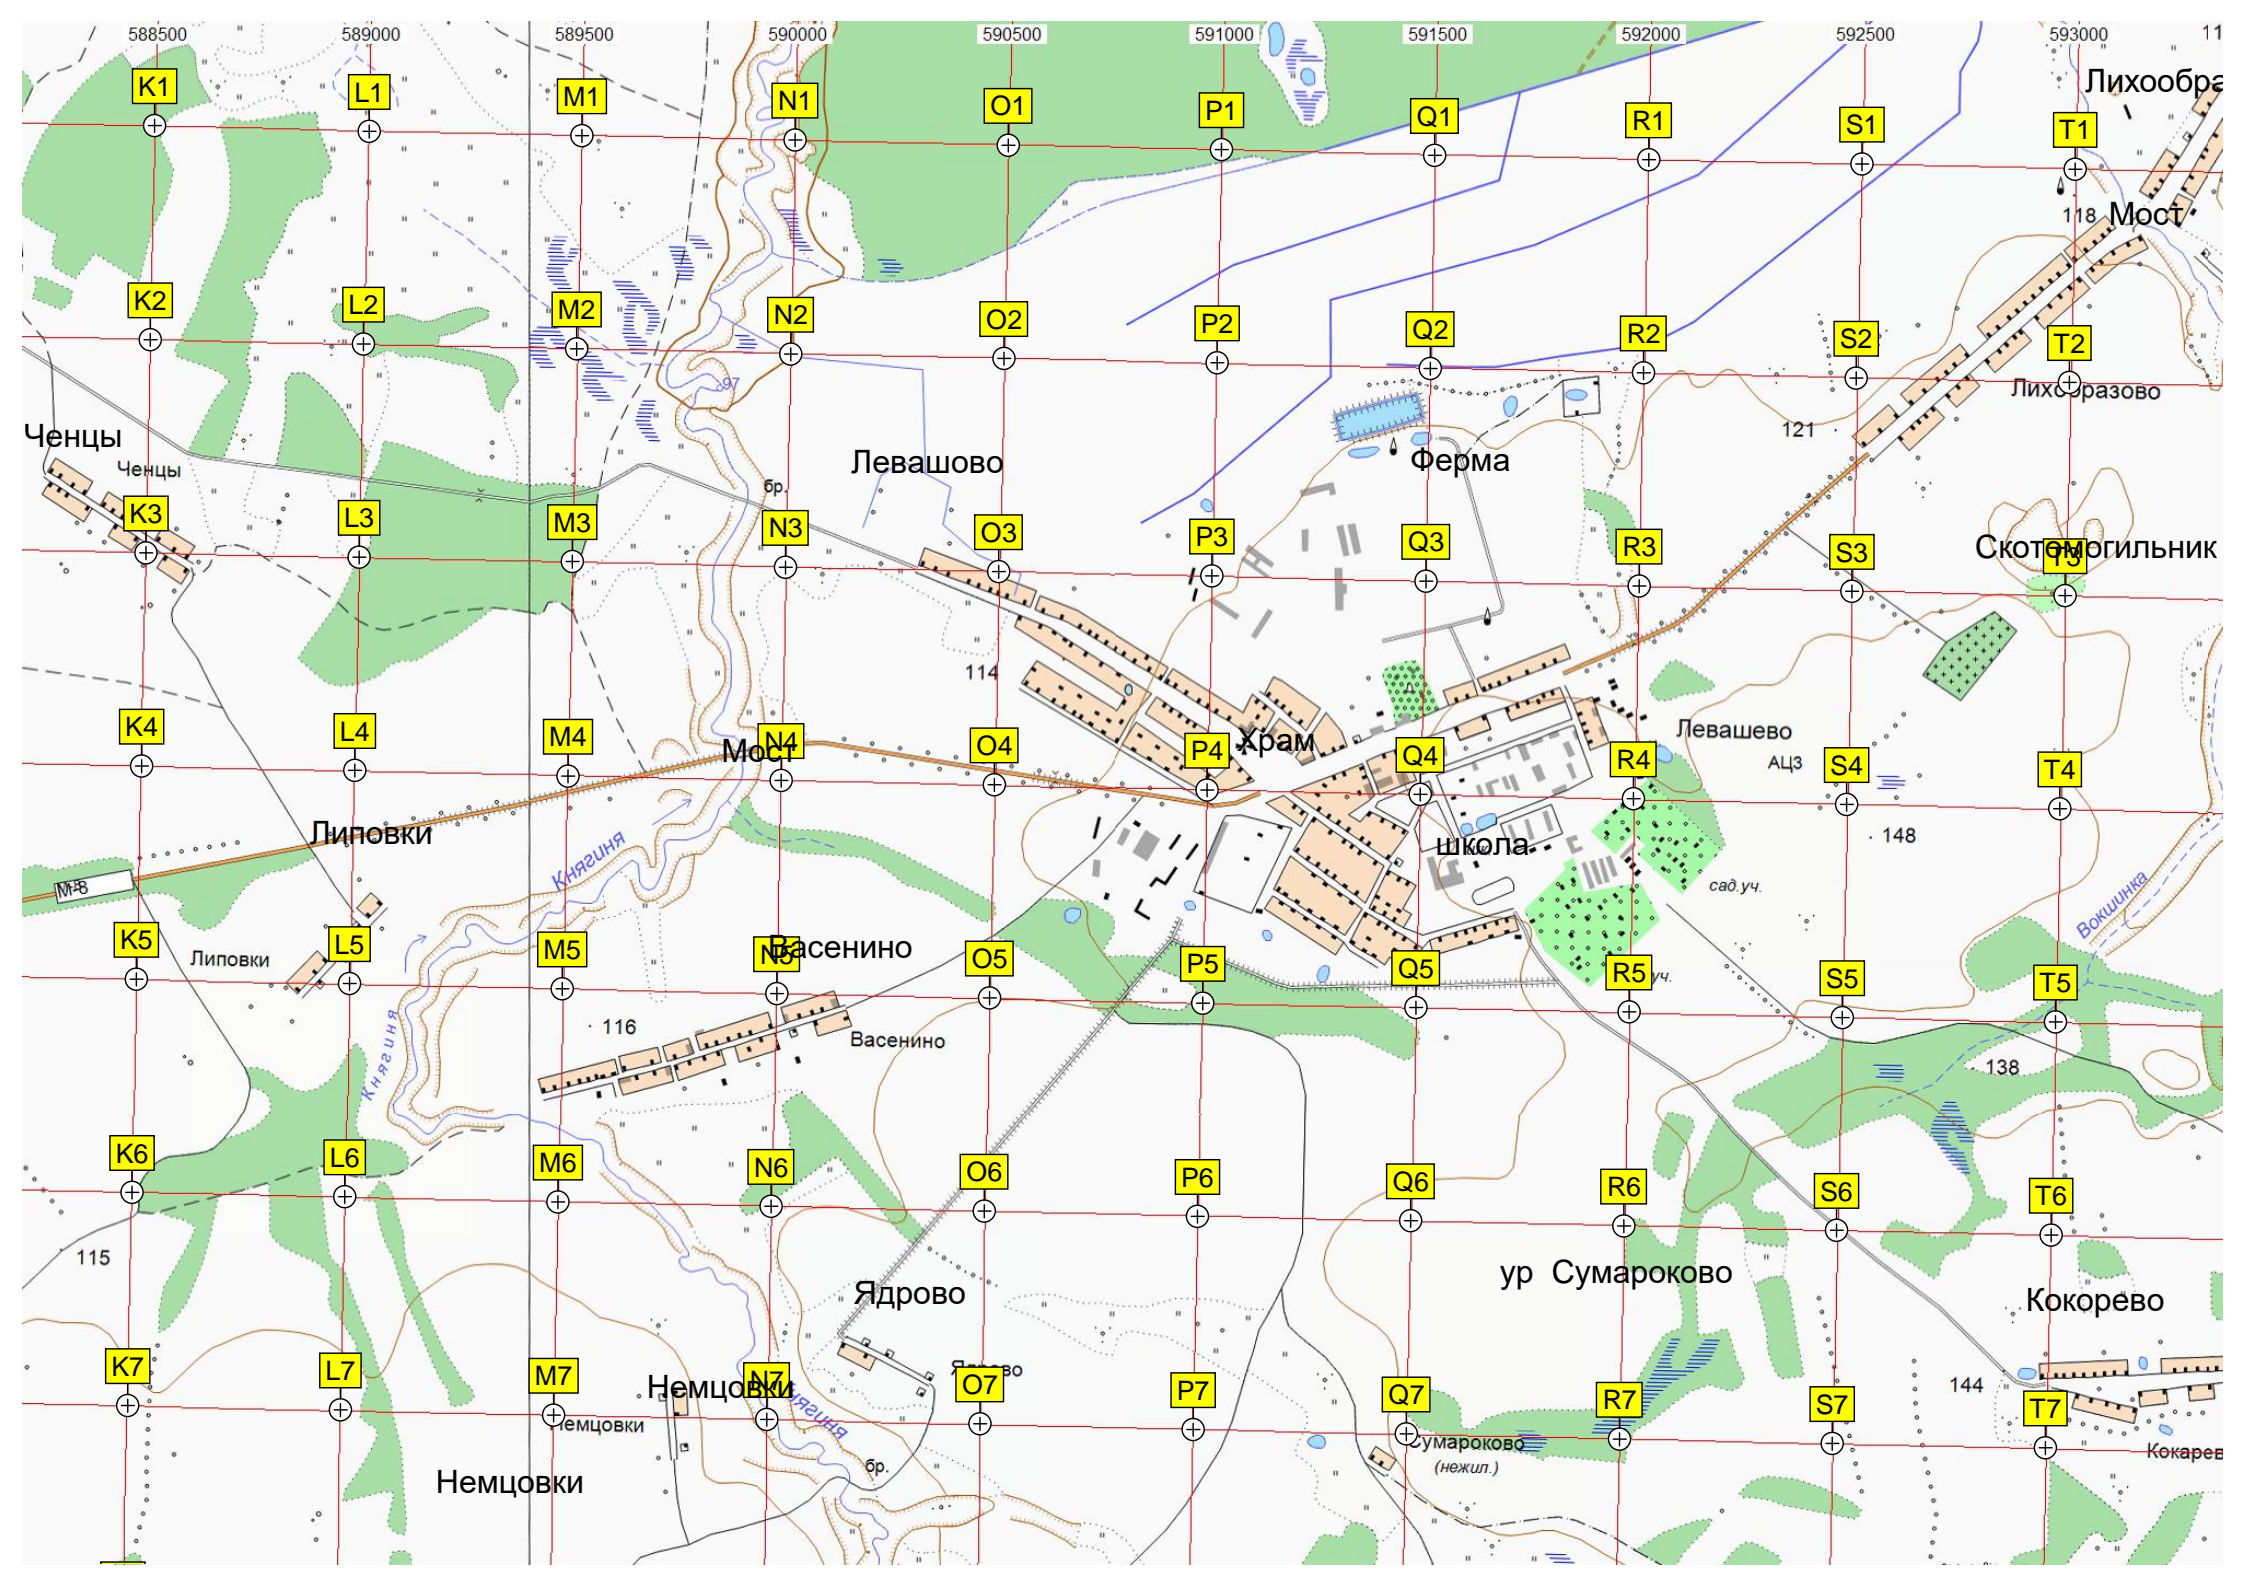 588500 589000 589500 590000 590500 591000 591500 592000 592500 593000 11
Лихообра
K1 L1 M1 N1 O1 P1 Q1 R1 S1 T1
118 Мост
K2 L2 M2 N2 O2 P2 Q2 R2 S2 T2
97
Лихобразово
121
Ченцы
Ченцы
Левашово
Ферма
бр.
K3 L3 M3 N3 O3 P3 Q3 R3 S3 T3
Скотомогильник
114
K4 L4 M4 N4 O4 P4 Q4 R4 S4 T4
Мост
Храм
Левашево
АЦЗ
Липовки
Княгиня
школа
148
М-8
сад.уч.
Вокшинка
K5 L5 M5 N5 O5 P5 Q5 R5 S5 T5
Липовки
Васенино
уч.
116
Васенино
Княгиня
138
K6 L6 M6 N6 O6 P6 Q6 R6 S6 T6
115
Ядрово
ур Сумароково
Кокорево
K7 L7 M7 N7 O7 P7 Q7 R7 S7 T7
Немцовки
144
Немцовки
Сумароково
(нежил.)
Кокарев
бр.
Немцовки